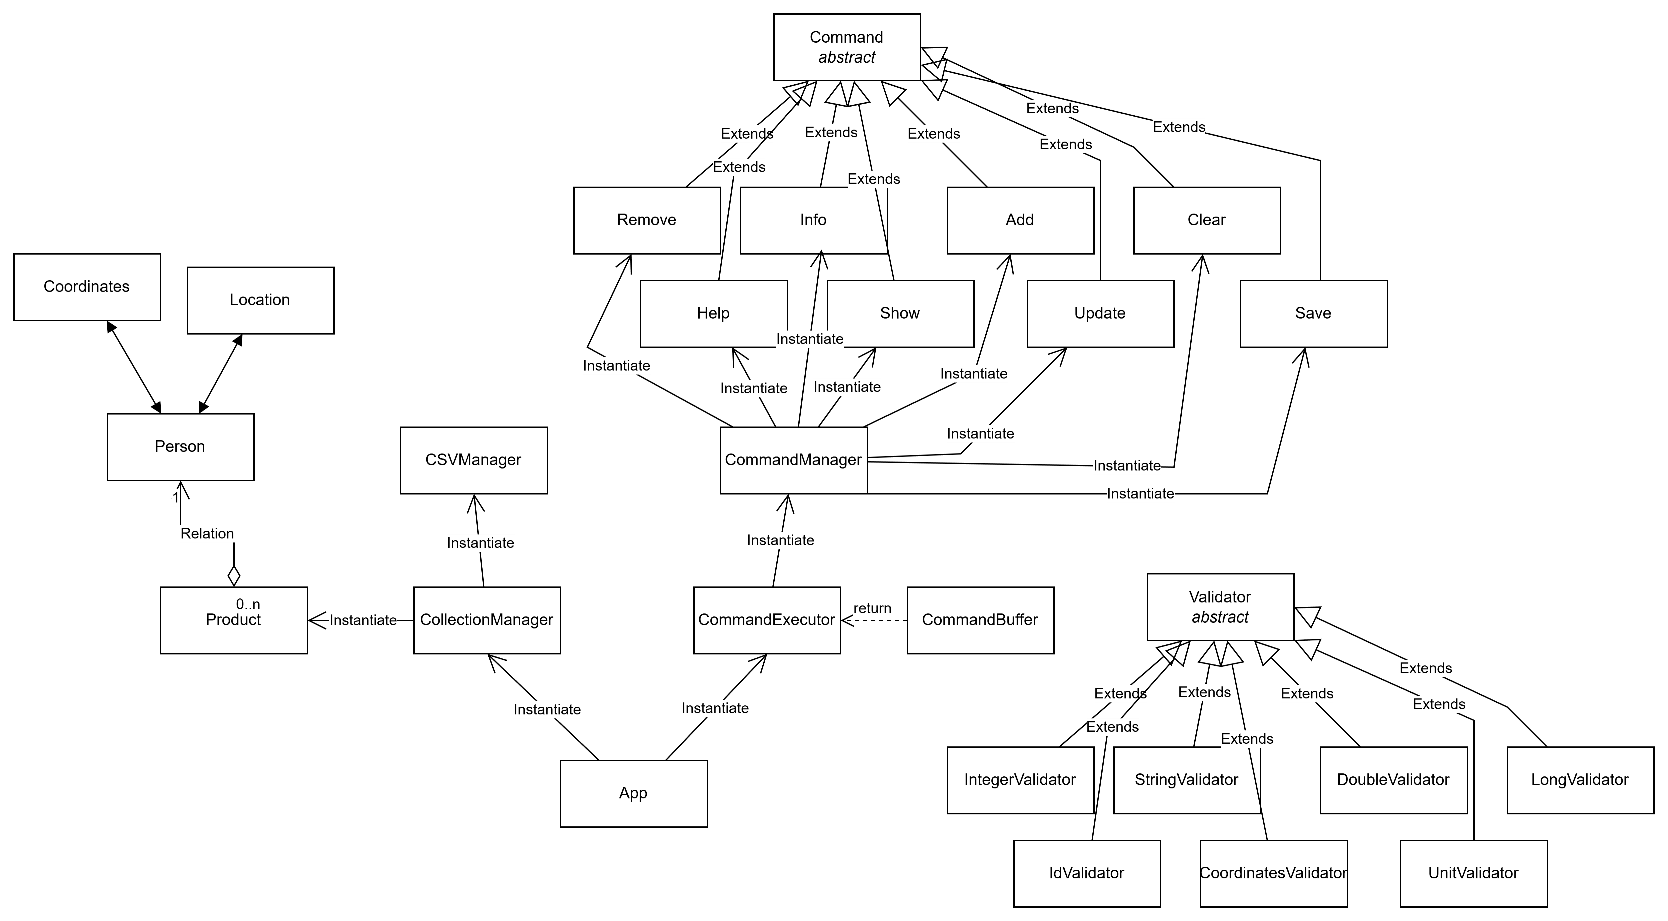 Command
abstract
Extends
Extends
Extends
Extends
Extends
Extends
Extends
Extends
Remove
Info
Add
Clear
Coordinates
Location
Help
Show
Update
Save
Instantiate
Instantiate
Instantiate
Instantiate
Instantiate
Instantiate
Person
CSVManager
CommandManager
Instantiate
Instantiate
1
Relation
Instantiate
Instantiate
Validator
abstract
0..n
Product
Instantiate
CollectionManager
CommandExecutor
return
CommandBuffer
Extends
Extends
Extends
Extends
Extends
Extends
Extends
Instantiate
Instantiate
IntegerValidator
StringValidator
DoubleValidator
LongValidator
App
IdValidator
CoordinatesValidator
UnitValidator